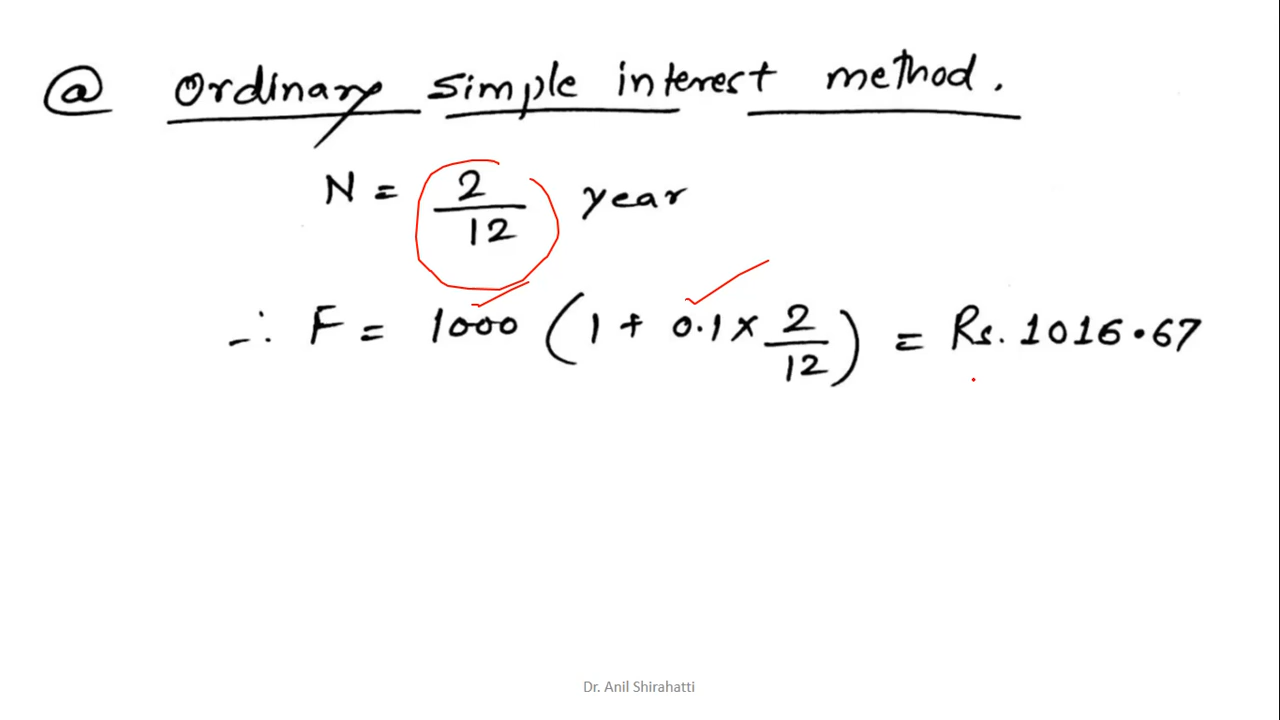 ⓐ Ordinary simple interest method.
N = 2/12 year
∴ F = 1000 (1 + 0.1 × 2/12) = Rs. 1016.67
Dr. Anil Shirahatti